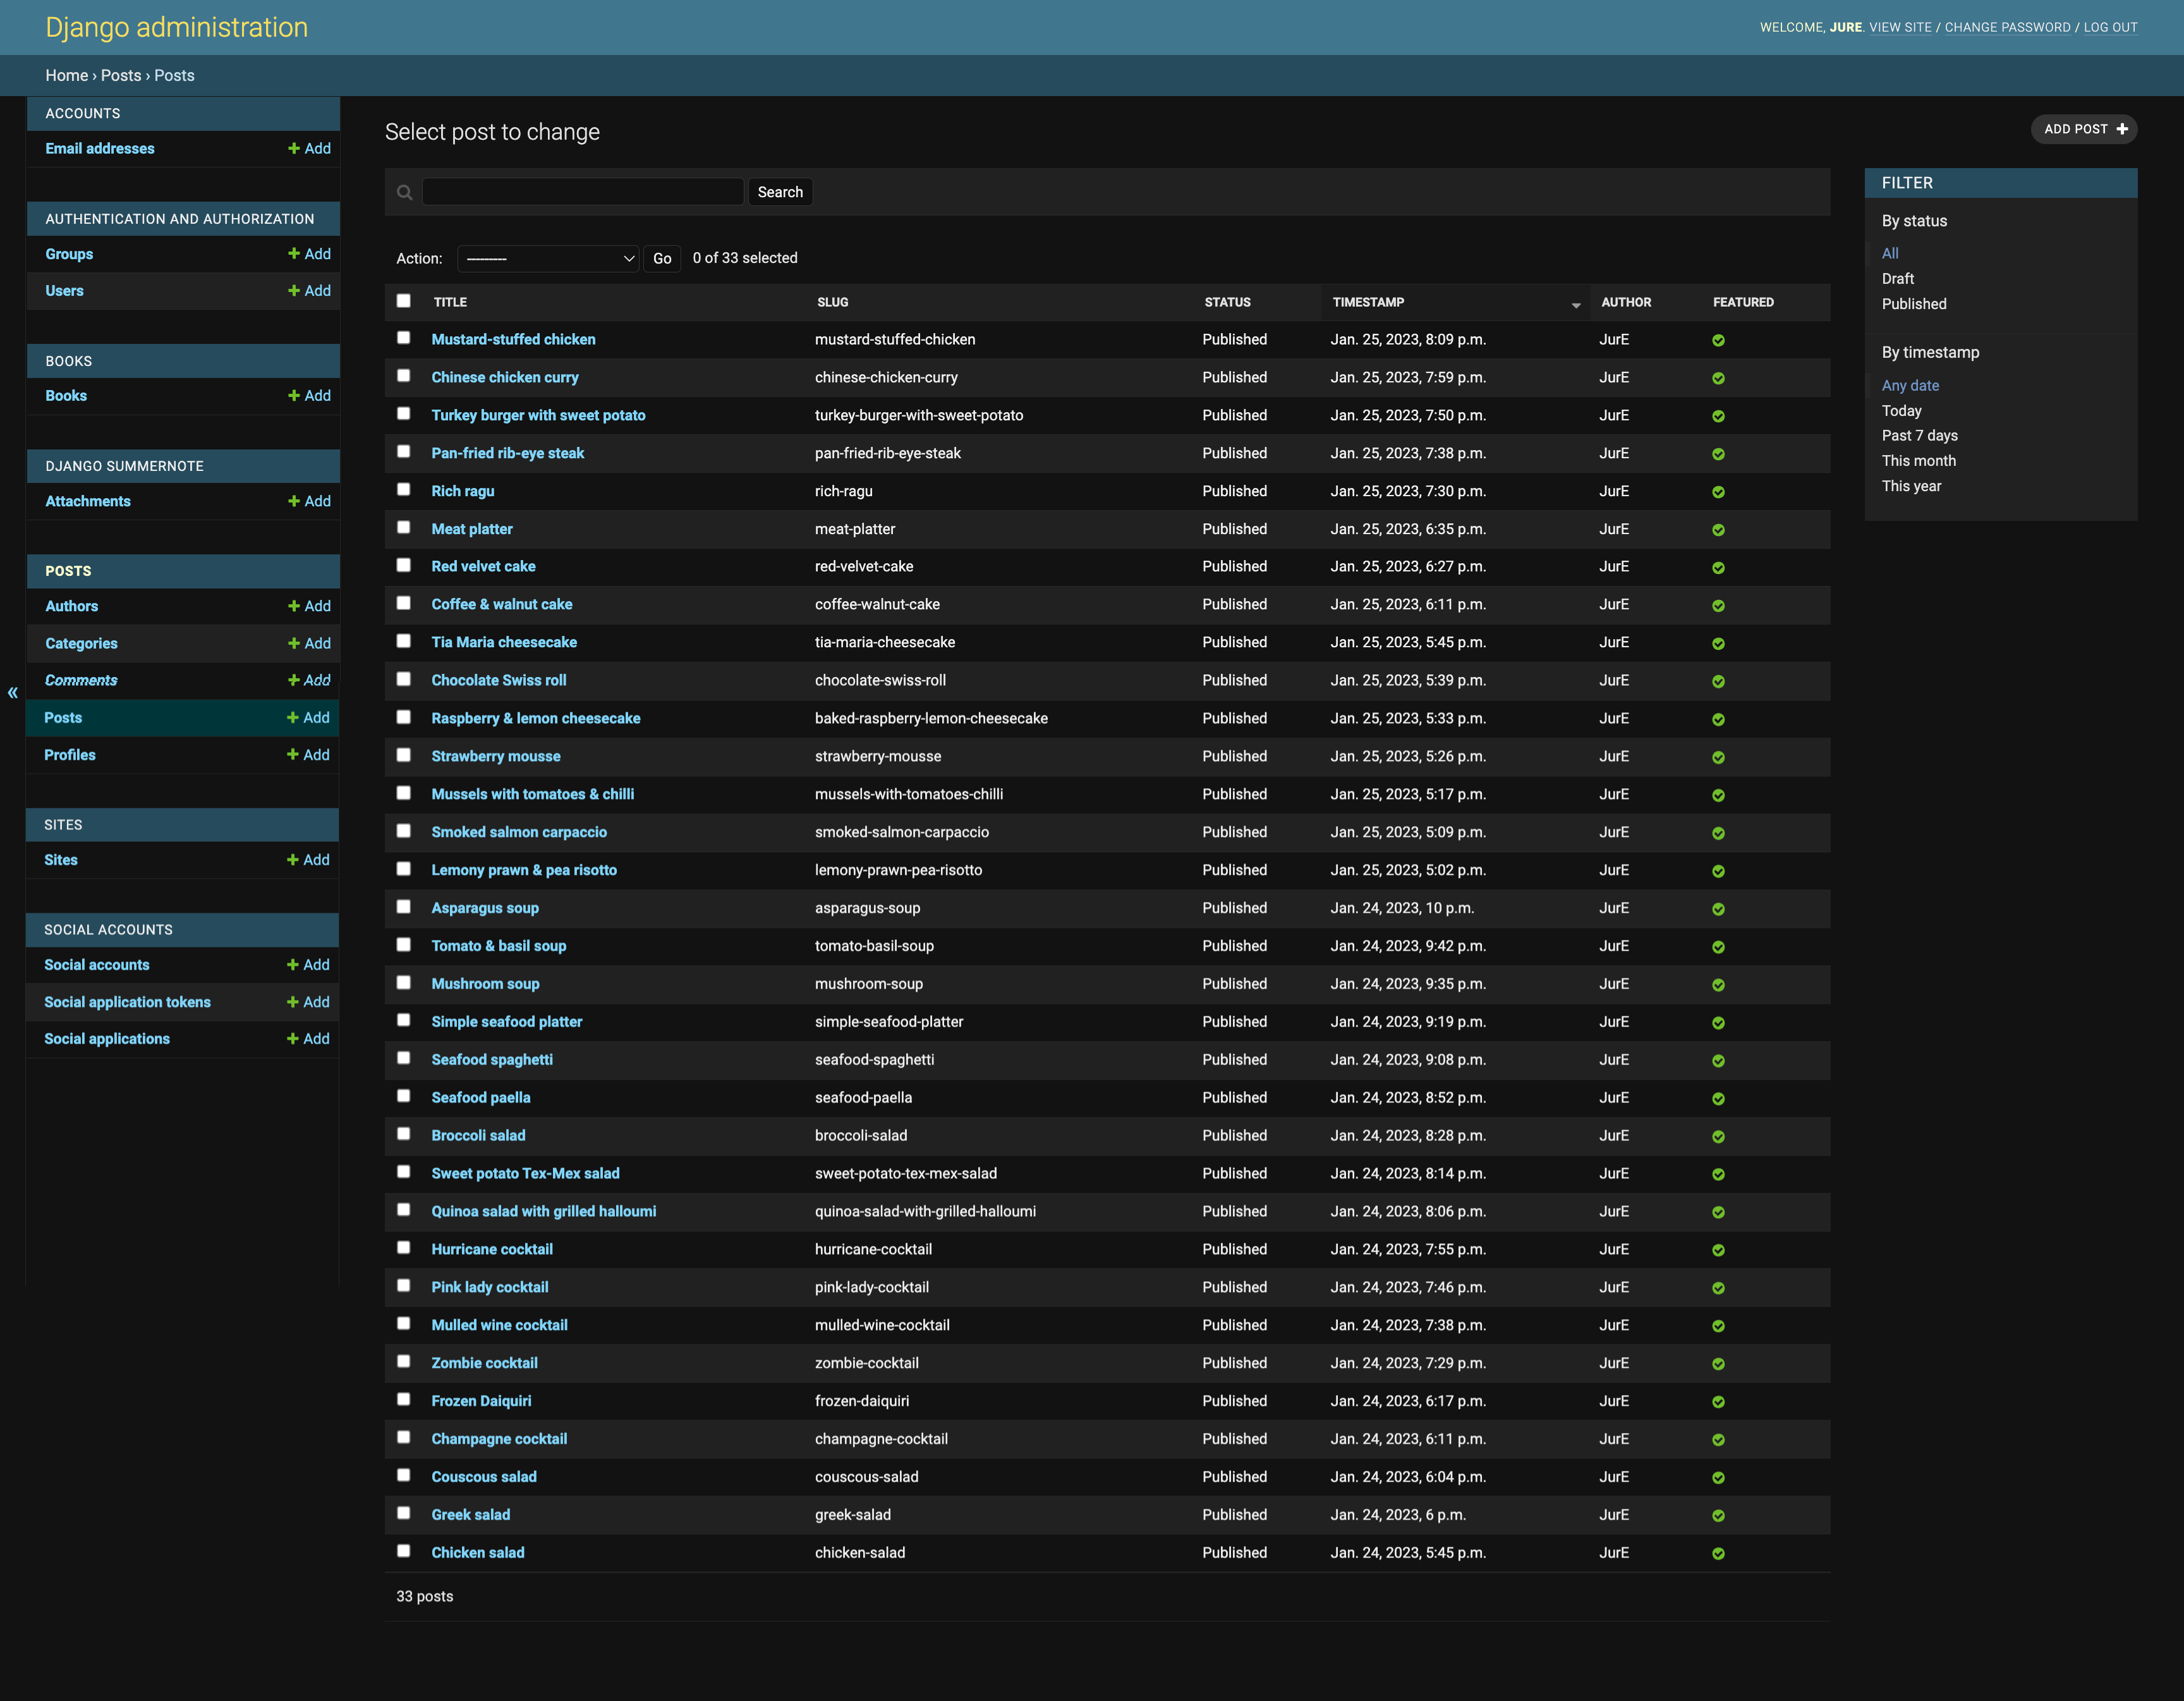 Django administration
WELCOME, JURE. VIEW SITE / CHANGE PASSWORD / LOG OUT
Home › Posts › Posts
ACCOUNTS
Email addresses Add
AUTHENTICATION AND AUTHORIZATION
Groups Add
Users Add
BOOKS
Books Add
DJANGO SUMMERNOTE
Attachments Add
POSTS
Authors Add
Categories Add
Comments Add
Posts Add
Profiles Add
SITES
Sites Add
SOCIAL ACCOUNTS
Social accounts Add
Social application tokens Add
Social applications Add
«
Select post to change
ADD POST
Search
Action: --------- Go 0 of 33 selected
TITLE SLUG STATUS TIMESTAMP AUTHOR FEATURED
Mustard-stuffed chicken mustard-stuffed-chicken Published Jan. 25, 2023, 8:09 p.m. JurE
Chinese chicken curry chinese-chicken-curry Published Jan. 25, 2023, 7:59 p.m. JurE
Turkey burger with sweet potato turkey-burger-with-sweet-potato Published Jan. 25, 2023, 7:50 p.m. JurE
Pan-fried rib-eye steak pan-fried-rib-eye-steak Published Jan. 25, 2023, 7:38 p.m. JurE
Rich ragu rich-ragu Published Jan. 25, 2023, 7:30 p.m. JurE
Meat platter meat-platter Published Jan. 25, 2023, 6:35 p.m. JurE
Red velvet cake red-velvet-cake Published Jan. 25, 2023, 6:27 p.m. JurE
Coffee & walnut cake coffee-walnut-cake Published Jan. 25, 2023, 6:11 p.m. JurE
Tia Maria cheesecake tia-maria-cheesecake Published Jan. 25, 2023, 5:45 p.m. JurE
Chocolate Swiss roll chocolate-swiss-roll Published Jan. 25, 2023, 5:39 p.m. JurE
Raspberry & lemon cheesecake baked-raspberry-lemon-cheesecake Published Jan. 25, 2023, 5:33 p.m. JurE
Strawberry mousse strawberry-mousse Published Jan. 25, 2023, 5:26 p.m. JurE
Mussels with tomatoes & chilli mussels-with-tomatoes-chilli Published Jan. 25, 2023, 5:17 p.m. JurE
Smoked salmon carpaccio smoked-salmon-carpaccio Published Jan. 25, 2023, 5:09 p.m. JurE
Lemony prawn & pea risotto lemony-prawn-pea-risotto Published Jan. 25, 2023, 5:02 p.m. JurE
Asparagus soup asparagus-soup Published Jan. 24, 2023, 10 p.m. JurE
Tomato & basil soup tomato-basil-soup Published Jan. 24, 2023, 9:42 p.m. JurE
Mushroom soup mushroom-soup Published Jan. 24, 2023, 9:35 p.m. JurE
Simple seafood platter simple-seafood-platter Published Jan. 24, 2023, 9:19 p.m. JurE
Seafood spaghetti seafood-spaghetti Published Jan. 24, 2023, 9:08 p.m. JurE
Seafood paella seafood-paella Published Jan. 24, 2023, 8:52 p.m. JurE
Broccoli salad broccoli-salad Published Jan. 24, 2023, 8:28 p.m. JurE
Sweet potato Tex-Mex salad sweet-potato-tex-mex-salad Published Jan. 24, 2023, 8:14 p.m. JurE
Quinoa salad with grilled halloumi quinoa-salad-with-grilled-halloumi Published Jan. 24, 2023, 8:06 p.m. JurE
Hurricane cocktail hurricane-cocktail Published Jan. 24, 2023, 7:55 p.m. JurE
Pink lady cocktail pink-lady-cocktail Published Jan. 24, 2023, 7:46 p.m. JurE
Mulled wine cocktail mulled-wine-cocktail Published Jan. 24, 2023, 7:38 p.m. JurE
Zombie cocktail zombie-cocktail Published Jan. 24, 2023, 7:29 p.m. JurE
Frozen Daiquiri frozen-daiquiri Published Jan. 24, 2023, 6:17 p.m. JurE
Champagne cocktail champagne-cocktail Published Jan. 24, 2023, 6:11 p.m. JurE
Couscous salad couscous-salad Published Jan. 24, 2023, 6:04 p.m. JurE
Greek salad greek-salad Published Jan. 24, 2023, 6 p.m. JurE
Chicken salad chicken-salad Published Jan. 24, 2023, 5:45 p.m. JurE
33 posts
FILTER
By status
All
Draft
Published
By timestamp
Any date
Today
Past 7 days
This month
This year